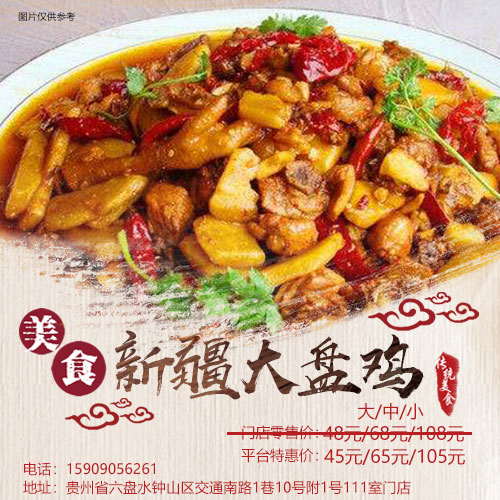 图片仅供参考
美食
新疆大盘鸡
传统美食
大/中/小
门店零售价：48元/68元/108元
平台特惠价：45元/65元/105元
电话：15909056261
地址：贵州省六盘水钟山区交通南路1巷10号附1号111室门店